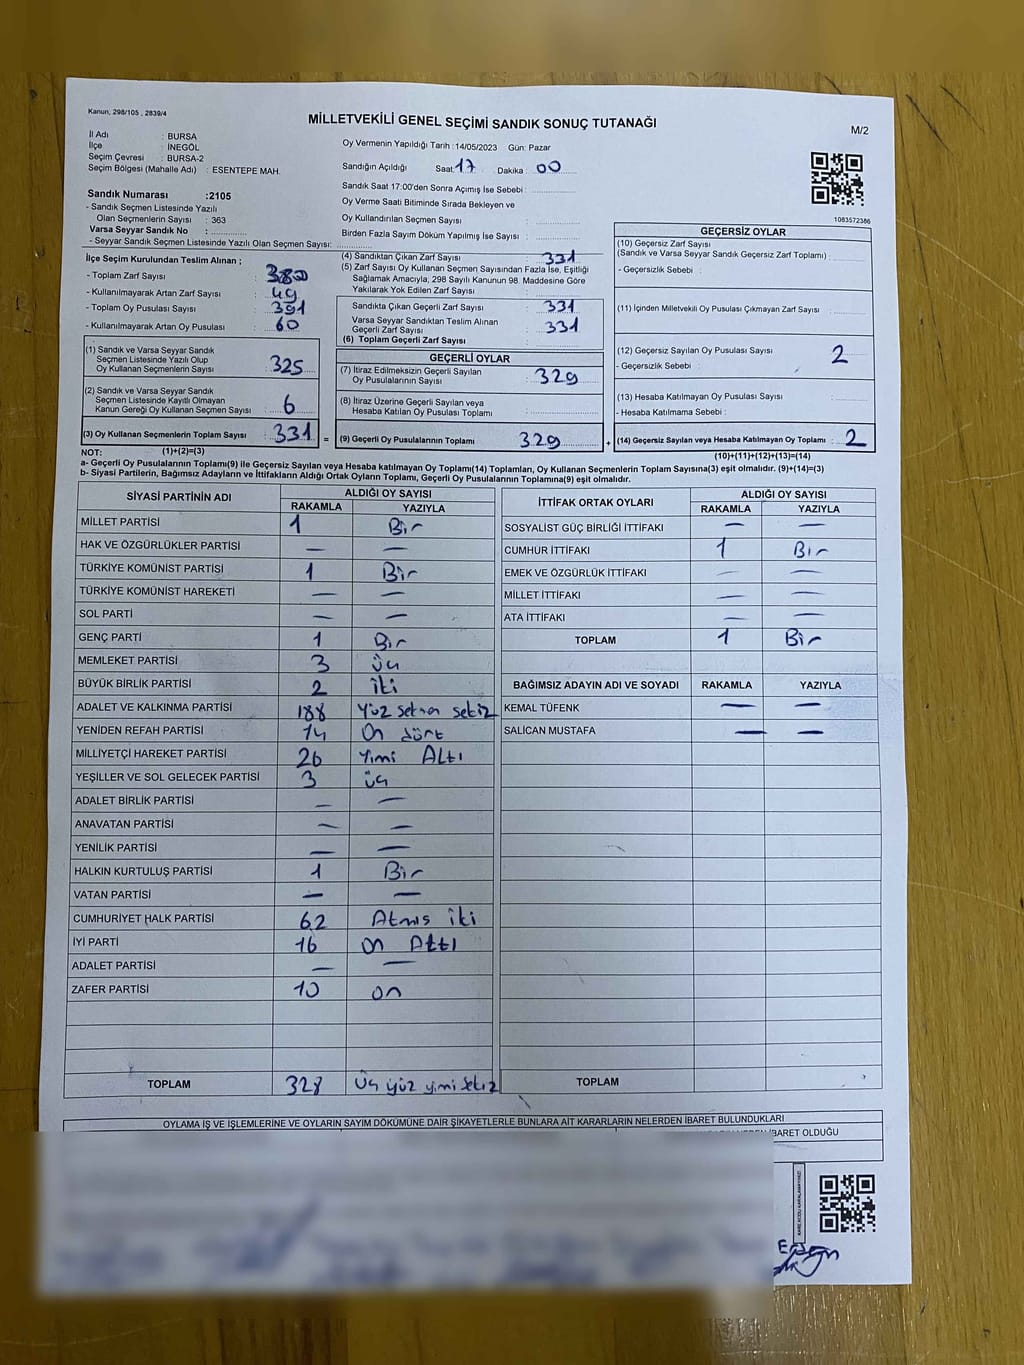 Kanun, 298/105 , 2839/4
MİLLETVEKİLİ GENEL SEÇİMİ SANDIK SONUÇ TUTANAĞI
M/2
İl Adı : BURSA
İlçe : İNEGÖL
Seçim Çevresi : BURSA-2
Seçim Bölgesi (Mahalle Adı) : ESENTEPE MAH.
Oy Vermenin Yapıldığı Tarih : 14/05/2023 Gün: Pazar
Sandığın Açıldığı Saat: 17 Dakika : 00
Sandık Saat 17:00'den Sonra Açımış İse Sebebi :
Oy Verme Saati Bitiminde Sırada Bekleyen ve
Oy Kullandırılan Seçmen Sayısı :
Birden Fazla Sayım Döküm Yapılmış İse Sayısı :
1083572386
Sandık Numarası :2105
- Sandık Seçmen Listesinde Yazılı
Olan Seçmenlerin Sayısı : 363
Varsa Seyyar Sandık No :
- Seyyar Sandık Seçmen Listesinde Yazılı Olan Seçmen Sayısı:
İlçe Seçim Kurulundan Teslim Alınan ;
- Toplam Zarf Sayısı : 380
- Kullanılmayarak Artan Zarf Sayısı : 49
- Toplam Oy Pusulası Sayısı : 391
- Kullanılmayarak Artan Oy Pusulası : 60
(1) Sandık ve Varsa Seyyar Sandık
Seçmen Listesinde Yazılı Olup
Oy Kullanan Seçmenlerin Sayısı : 325
(2) Sandık ve Varsa Seyyar Sandık
Seçmen Listesinde Kayıtlı Olmayan
Kanun Gereği Oy Kullanan Seçmen Sayısı : 6
(3) Oy Kullanan Seçmenlerin Toplam Sayısı : 331 =
(4) Sandıktan Çıkan Zarf Sayısı : 331
(5) Zarf Sayısı Oy Kullanan Seçmen Sayısından Fazla İse, Eşitliği
Sağlamak Amacıyla, 298 Sayılı Kanunun 98. Maddesine Göre
Yakılarak Yok Edilen Zarf Sayısı :
Sandıkta Çıkan Geçerli Zarf Sayısı : 331
Varsa Seyyar Sandıktan Teslim Alınan
Geçerli Zarf Sayısı : 331
(6) Toplam Geçerli Zarf Sayısı :
GEÇERLİ OYLAR
(7) İtiraz Edilmeksizin Geçerli Sayılan
Oy Pusulalarının Sayısı : 329
(8) İtiraz Üzerine Geçerli Sayılan veya
Hesaba Katılan Oy Pusulası Toplamı :
(9) Geçerli Oy Pusulalarının Toplamı 329 +
GEÇERSİZ OYLAR
(10) Geçersiz Zarf Sayısı
(Sandık ve Varsa Seyyar Sandık Geçersiz Zarf Toplamı) :
- Geçersizlik Sebebi :
(11) İçinden Milletvekili Oy Pusulası Çıkmayan Zarf Sayısı :
(12) Geçersiz Sayılan Oy Pusulası Sayısı : 2
- Geçersizlik Sebebi :
(13) Hesaba Katılmayan Oy Pusulası Sayısı :
- Hesaba Katılmama Sebebi :
(14) Geçersiz Sayılan veya Hesaba Katılmayan Oy Toplamı : 2
NOT: (1)+(2)=(3) (10)+(11)+(12)+(13)=(14)
a- Geçerli Oy Pusulalarının Toplamı(9) ile Geçersiz Sayılan veya Hesaba katılmayan Oy Toplamı(14) Toplamları, Oy Kullanan Seçmenlerin Toplam Sayısına(3) eşit olmalıdır. (9)+(14)=(3)
b- Siyasi Partilerin, Bağımsız Adayların ve İttifakların Aldığı Ortak Oyların Toplamı, Geçerli Oy Pusulalarının Toplamına(9) eşit olmalıdır.
SİYASİ PARTİNİN ADI ALDIĞI OY SAYISI
RAKAMLA YAZIYLA
MİLLET PARTİSİ 1 Bir
HAK VE ÖZGÜRLÜKLER PARTİSİ — —
TÜRKİYE KOMÜNİST PARTİSİ 1 Bir
TÜRKİYE KOMÜNİST HAREKETİ — —
SOL PARTİ — —
GENÇ PARTİ 1 Bir
MEMLEKET PARTİSİ 3 üç
BÜYÜK BİRLİK PARTİSİ 2 iki
ADALET VE KALKINMA PARTİSİ 188 Yüz seksen sekiz
YENİDEN REFAH PARTİSİ 14 On dört
MİLLİYETÇİ HAREKET PARTİSİ 26 Yimi Altı
YEŞİLLER VE SOL GELECEK PARTİSİ 3 üç
ADALET BİRLİK PARTİSİ — —
ANAVATAN PARTİSİ — —
YENİLİK PARTİSİ — —
HALKIN KURTULUŞ PARTİSİ 1 Bir
VATAN PARTİSİ — —
CUMHURİYET HALK PARTİSİ 62 Atmıs iki
İYİ PARTİ 16 On Altı
ADALET PARTİSİ — —
ZAFER PARTİSİ 10 on
TOPLAM 328 Üç yüz yimi sekiz
İTTİFAK ORTAK OYLARI ALDIĞI OY SAYISI
RAKAMLA YAZIYLA
SOSYALİST GÜÇ BİRLİĞİ İTTİFAKI — —
CUMHUR İTTİFAKI 1 Bir
EMEK VE ÖZGÜRLÜK İTTİFAKI — —
MİLLET İTTİFAKI — —
ATA İTTİFAKI — —
TOPLAM 1 Bir
BAĞIMSIZ ADAYIN ADI VE SOYADI RAKAMLA YAZIYLA
KEMAL TÜFENK — —
SALİCAN MUSTAFA — —
TOPLAM
OYLAMA İŞ VE İŞLEMLERİNE VE OYLARIN SAYIM DÖKÜMÜNE DAİR ŞİKAYETLERLE BUNLARA AİT KARARLARIN NELERDEN İBARET BULUNDUKLARI
İBARET OLDUĞU